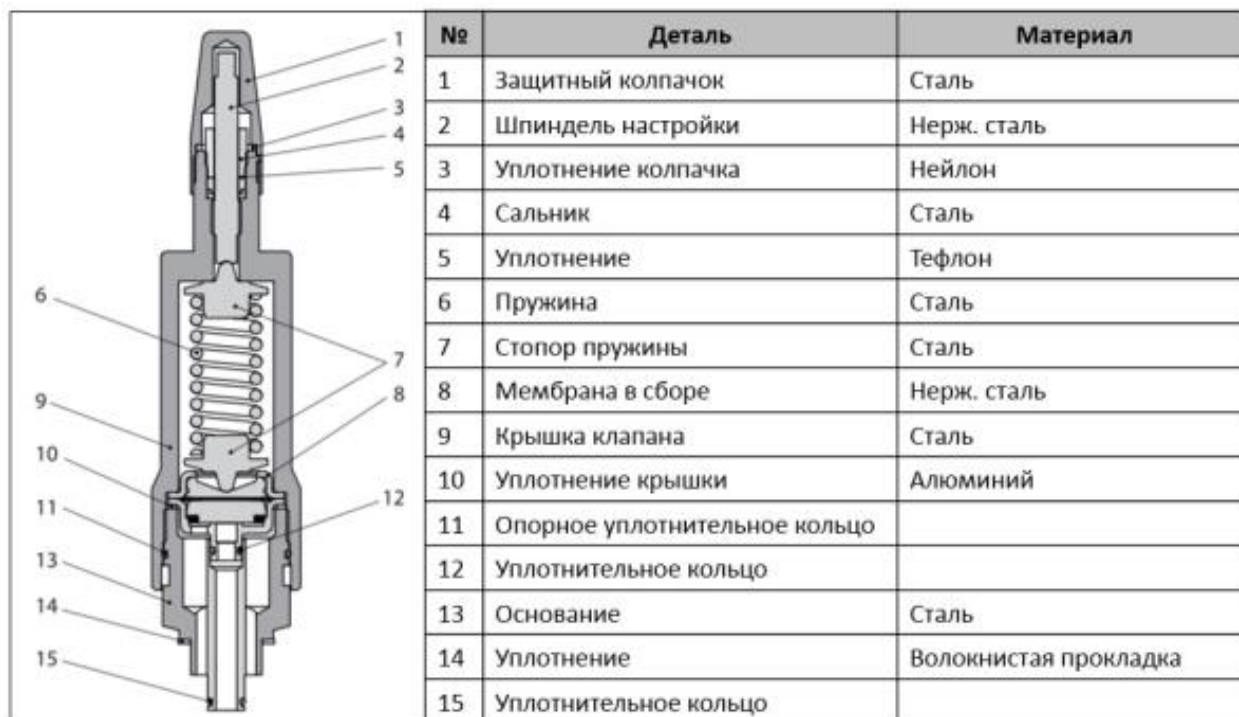 1
2
3
4
5
6
7
8
9
10
11
12
13
14
15
№ Деталь Материал
1 Защитный колпачок Сталь
2 Шпиндель настройки Нерж. сталь
3 Уплотнение колпачка Нейлон
4 Сальник Сталь
5 Уплотнение Тефлон
6 Пружина Сталь
7 Стопор пружины Сталь
8 Мембрана в сборе Нерж. сталь
9 Крышка клапана Сталь
10 Уплотнение крышки Алюминий
11 Опорное уплотнительное кольцо
12 Уплотнительное кольцо
13 Основание Сталь
14 Уплотнение Волокнистая прокладка
15 Уплотнительное кольцо